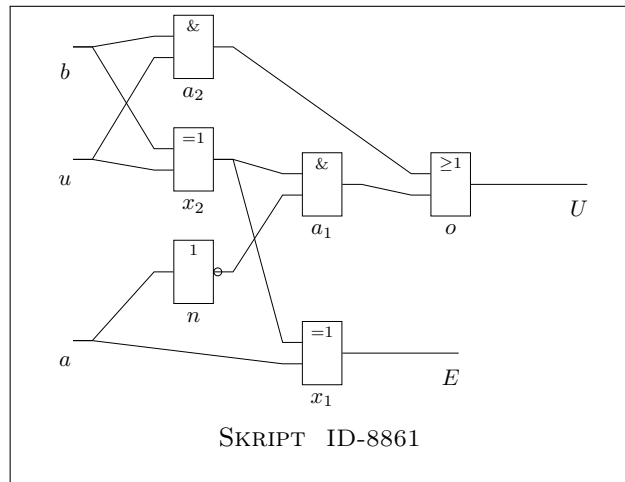 &
b
a₂
=1
u
x₂
&
a₁
≥1
o
U
1
n
a
=1
x₁
E
SKRIPT ID-8861